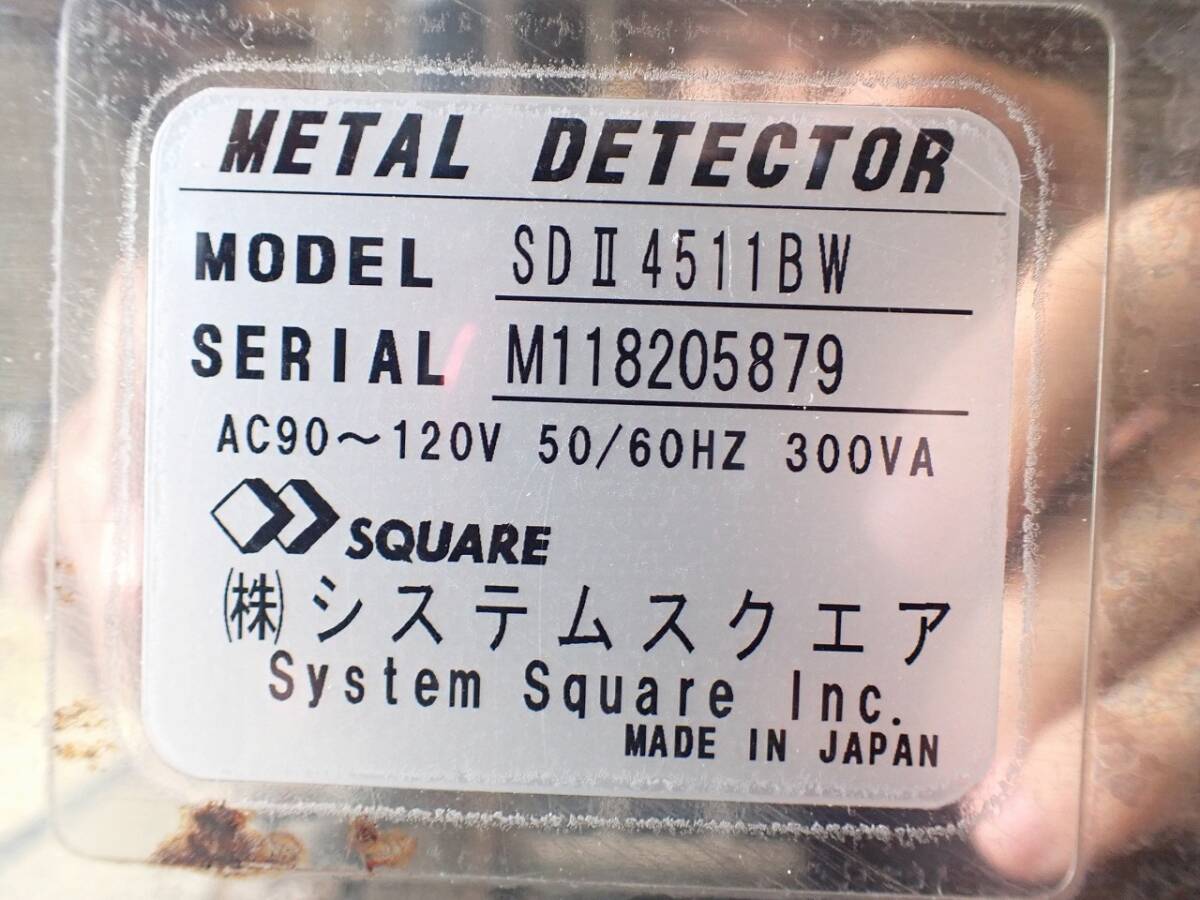 METAL DETECTOR
MODEL SDⅡ4511BW
SERIAL M118205879
AC90～120V 50/60HZ 300VA
SQUARE
㈱システムスクエア
System Square Inc.
MADE IN JAPAN